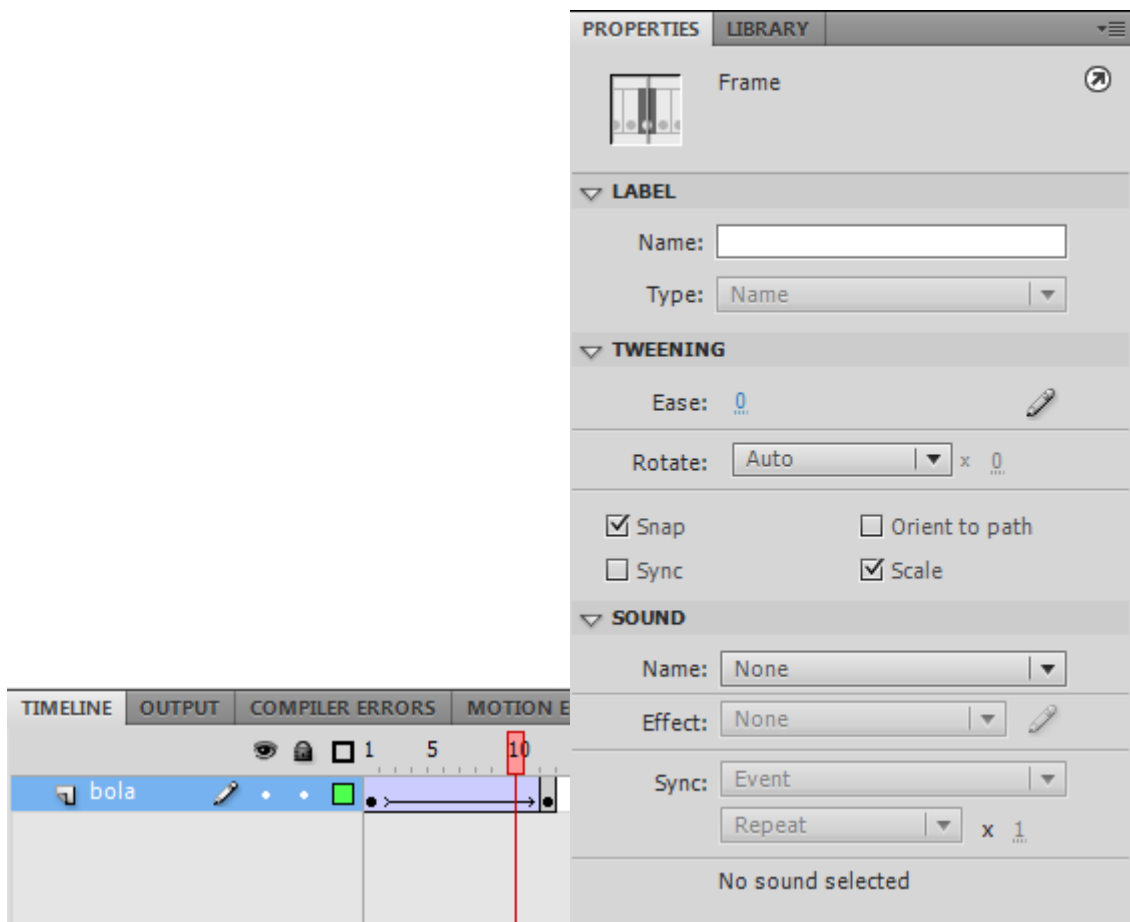 PROPERTIES LIBRARY
Frame
LABEL
Name:
Type: Name
TWEENING
Ease: 0
Rotate: Auto x 0
Snap Orient to path
Sync Scale
SOUND
Name: None
Effect: None
Sync: Event
Repeat x 1
No sound selected
TIMELINE OUTPUT COMPILER ERRORS MOTION E
1 5 10
bola